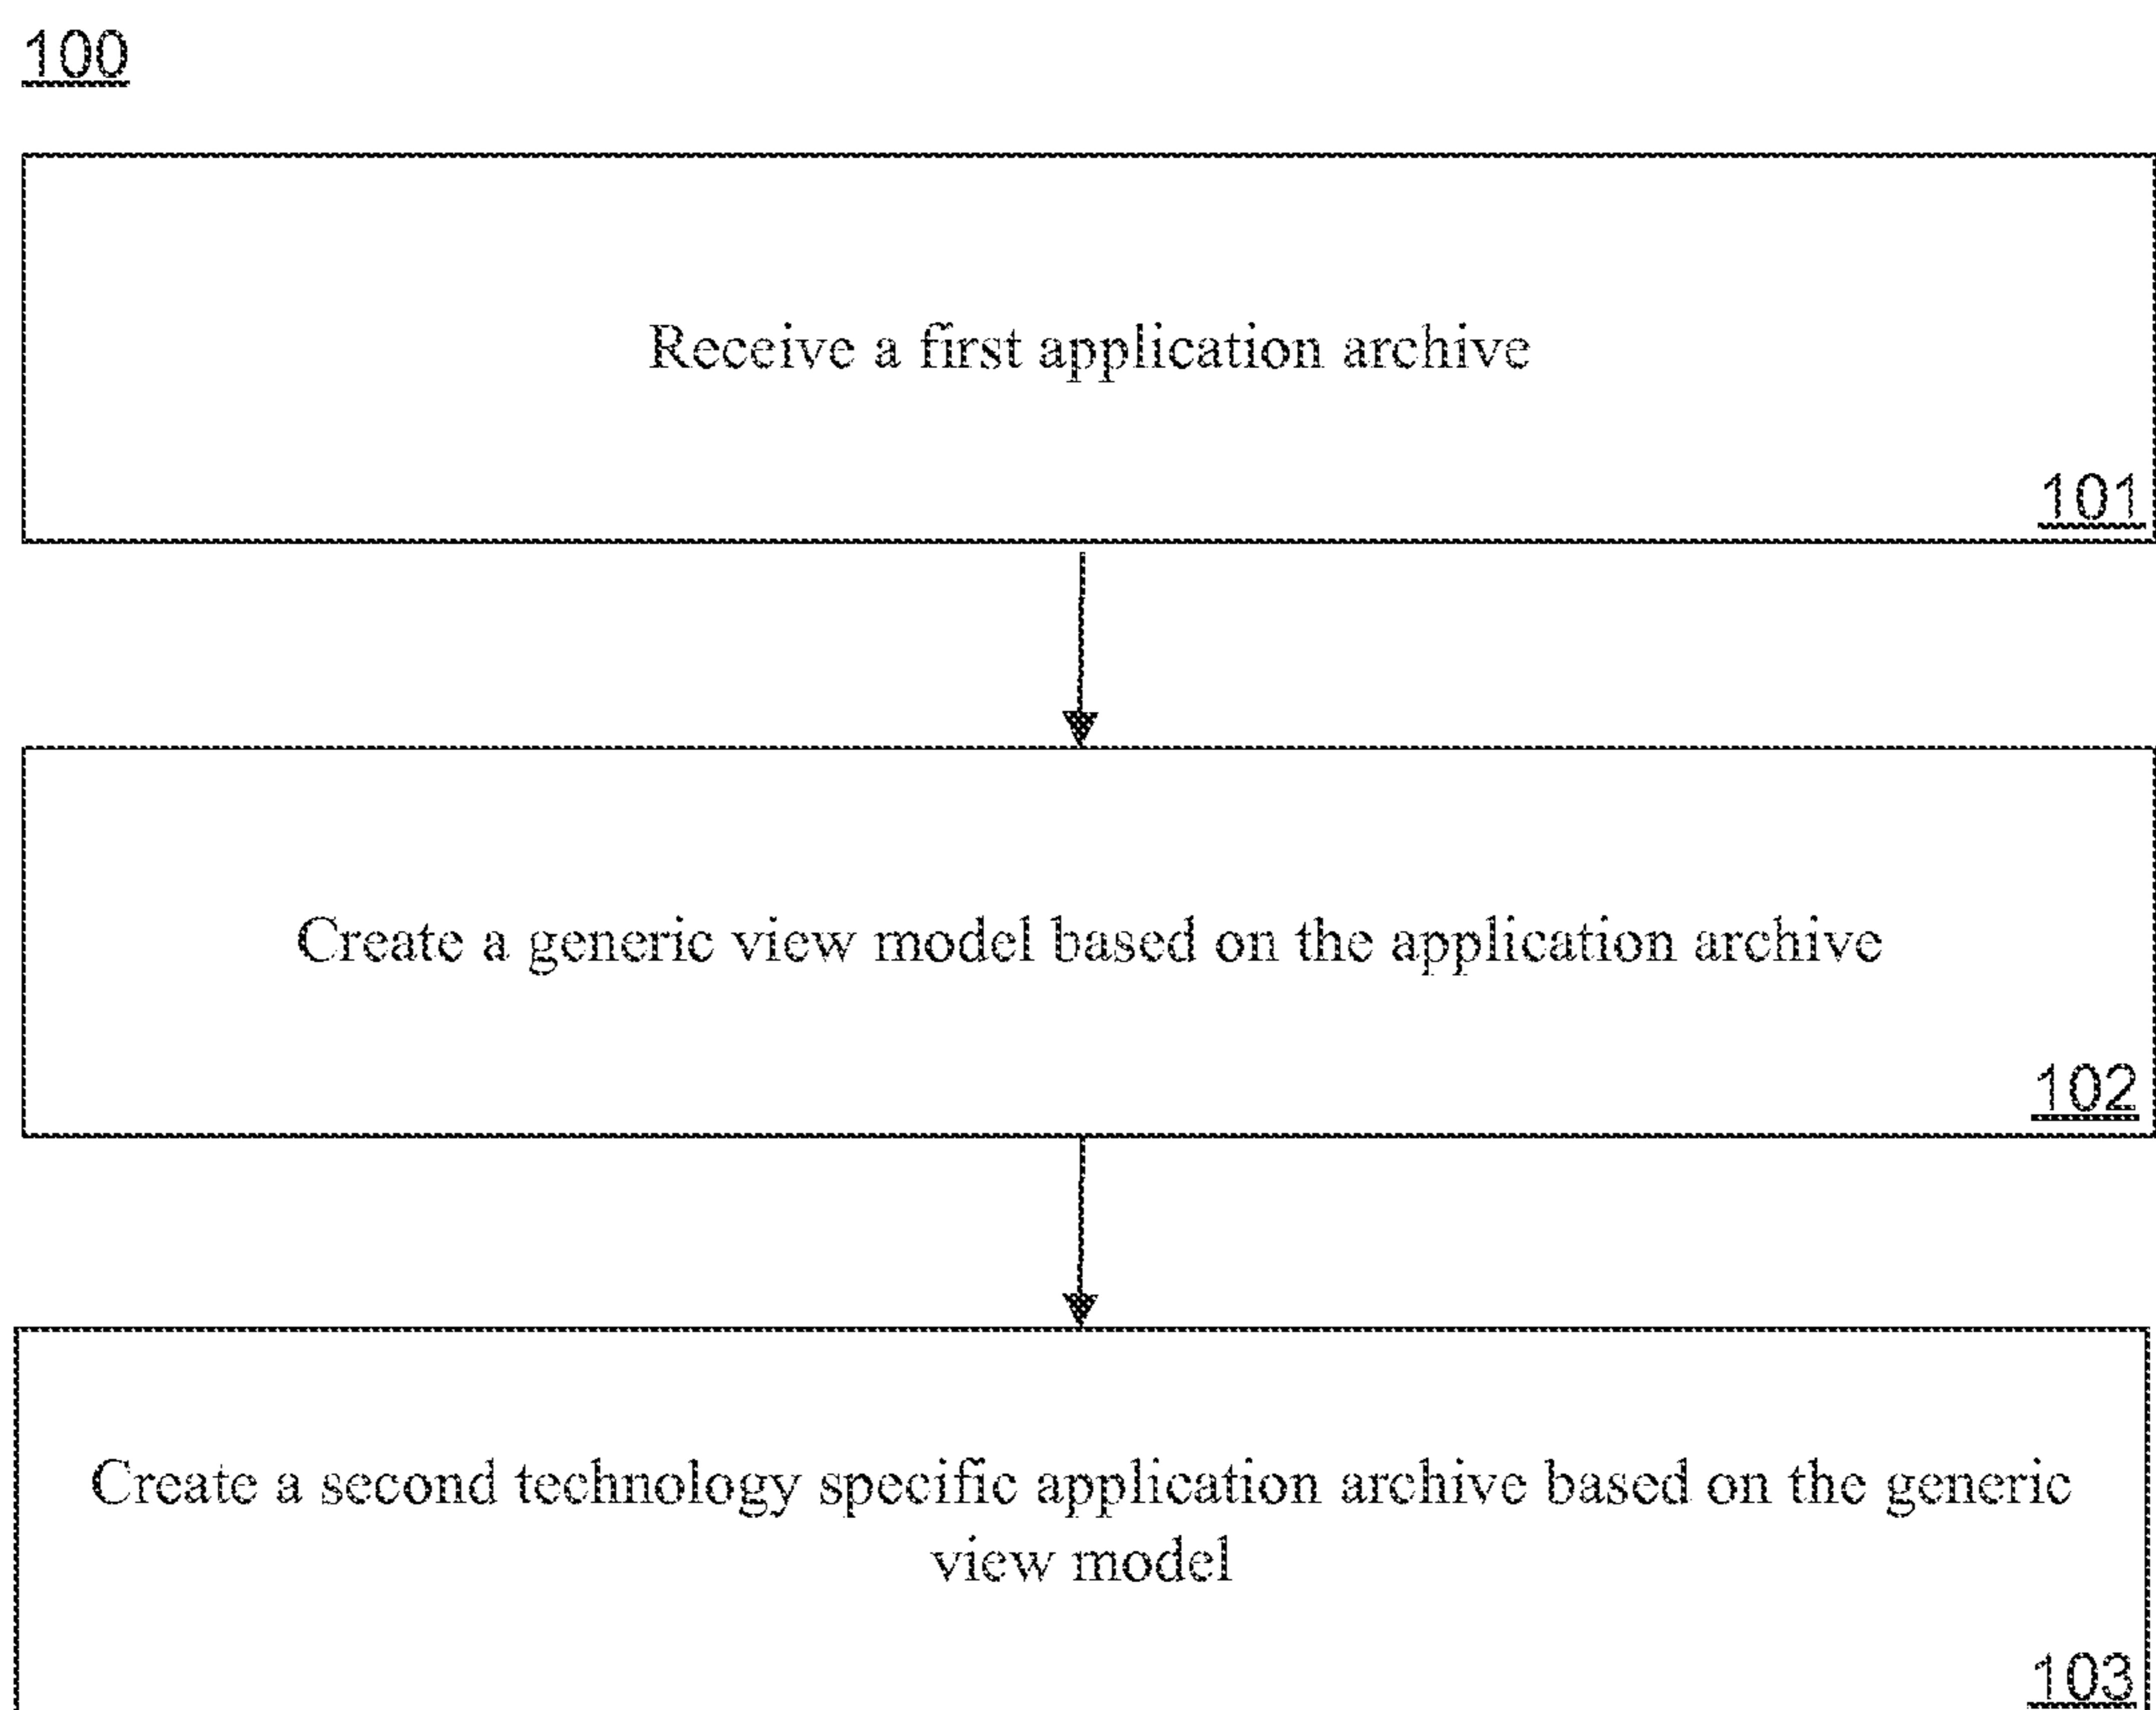 100
Receive a first application archive
101
Create a generic view model based on the application archive
102
Create a second technology specific application archive based on the generic
view model
103